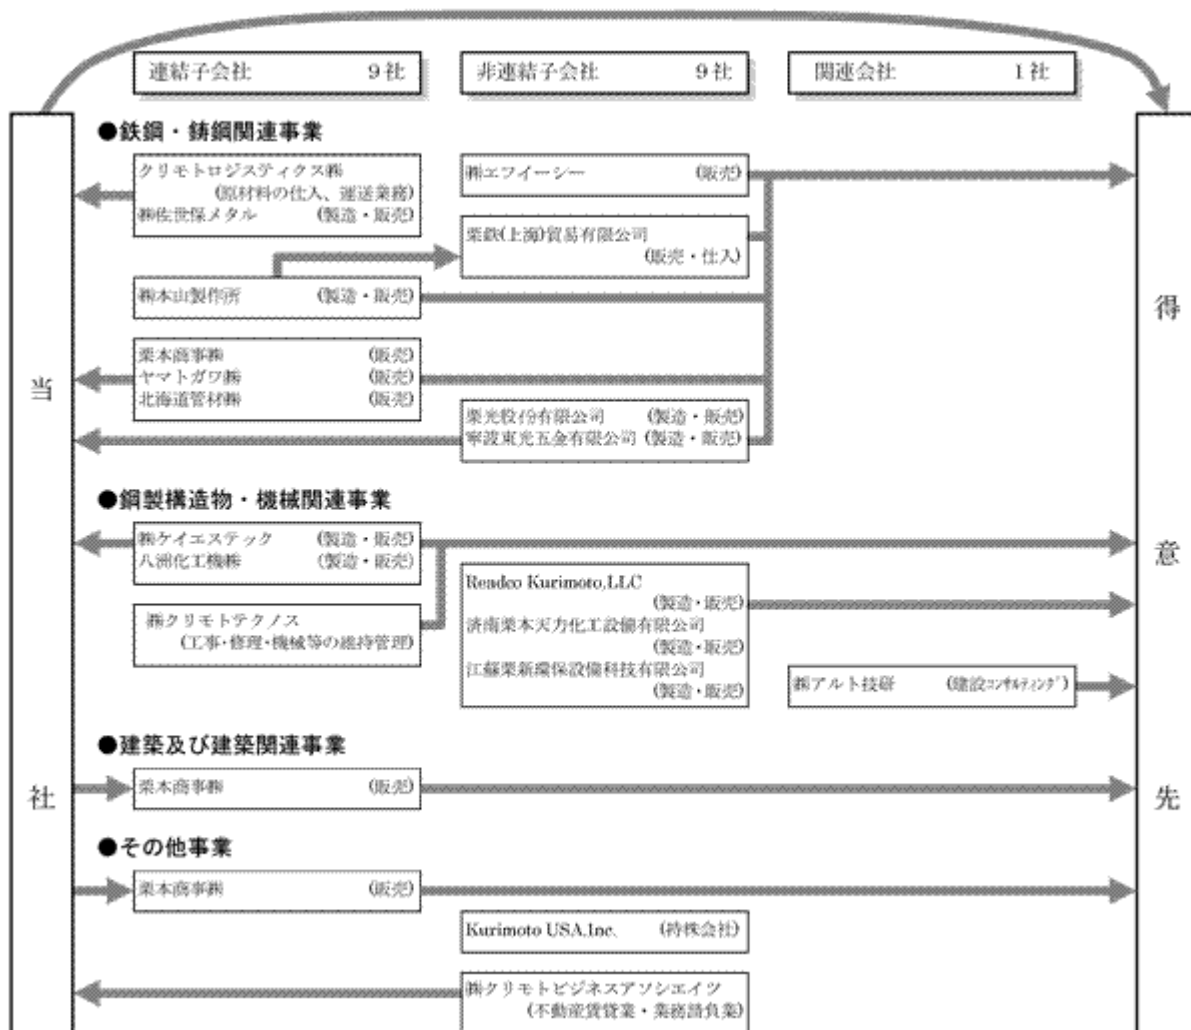 連結子会社 9社
非連結子会社 9社
関連会社 1社
当社
得意先
●鉄鋼・鋳鋼関連事業
クリモトロジスティクス㈱
(原材料の仕入、運送業務)
㈱佐世保メタル (製造・販売)
㈱エフイーシー (販売)
栗鉄(上海)貿易有限公司
(販売・仕入)
㈱本山製作所 (製造・販売)
栗本商事㈱ (販売)
ヤマトガワ㈱ (販売)
北海道管材㈱ (販売)
栗光股份有限公司 (製造・販売)
寧波東光五金有限公司 (製造・販売)
●鋼製構造物・機械関連事業
㈱ケイエステック (製造・販売)
八洲化工機㈱ (製造・販売)
㈱クリモトテクノス
(工事・修理・機械等の維持管理)
Readco Kurimoto,LLC
(製造・販売)
済南栗本天力化工設備有限公司
(製造・販売)
江蘇栗新環保設備科技有限公司
(製造・販売)
㈱アルト技研 (建設ｺﾝｻﾙﾃｨﾝｸﾞ)
●建築及び建築関連事業
栗本商事㈱ (販売)
●その他事業
栗本商事㈱ (販売)
Kurimoto USA,Inc. (持株会社)
㈱クリモトビジネスアソシエイツ
(不動産賃貸業・業務請負業)